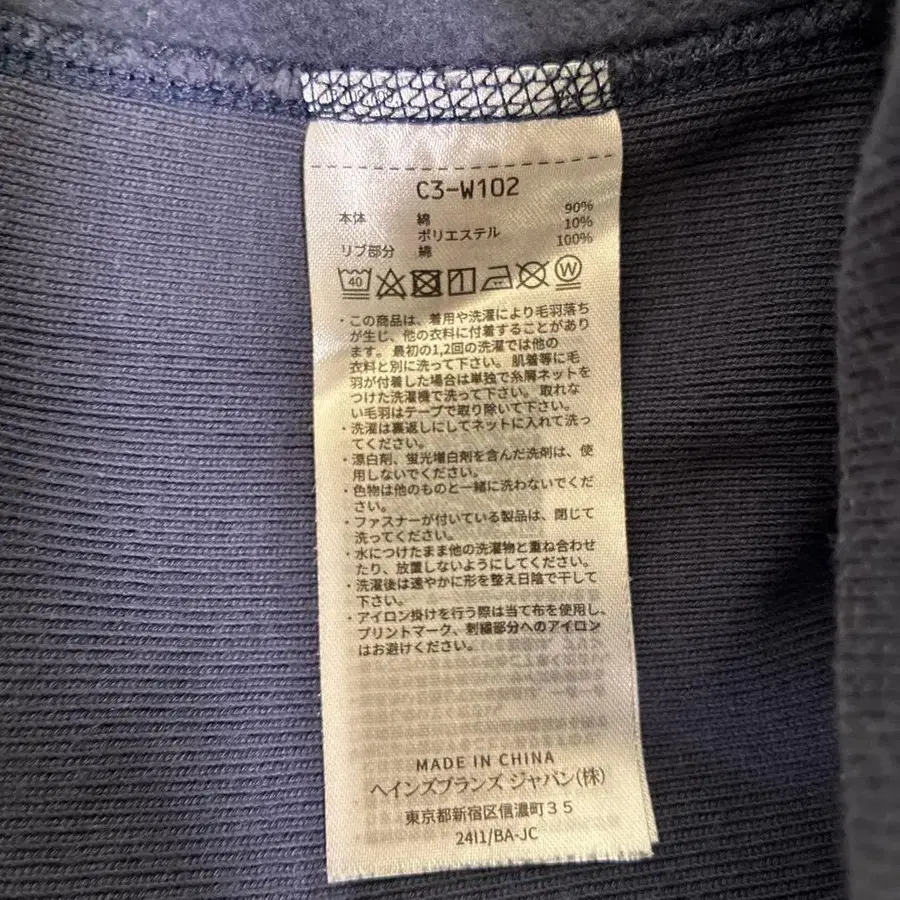 C3-W102
本体 綿 90%
ポリエステル 10%
リブ部分 綿 100%
40 W
・この商品は、着用や洗濯により毛羽落ち
が生じ、他の衣料に付着することがあり
ます。最初の1,2回の洗濯では他の
衣料と別に洗って下さい。肌着等に毛
羽が付着した場合は単独で糸屑ネットを
つけた洗濯機で洗って下さい。取れな
い毛羽はテープで取り除いて下さい。
・洗濯は裏返しにしてネットに入れて洗っ
てください。
・漂白剤、蛍光増白剤を含んだ洗剤は、使
用しないでください。
・色物は他のものと一緒に洗わないでくだ
さい。
・ファスナーが付いている製品は、閉じて
洗ってください。
・水につけたまま他の洗濯物と重ね合わせ
たり、放置しないようにしてください。
・洗濯後は速やかに形を整え日陰で干して
下さい。
・アイロン掛けを行う際は当て布を使用し、
プリントマーク、刺繍部分へのアイロン
はお避けください。
MADE IN CHINA
ヘインズブランズ ジャパン(株)
東京都新宿区信濃町35
24I1/BA-JC